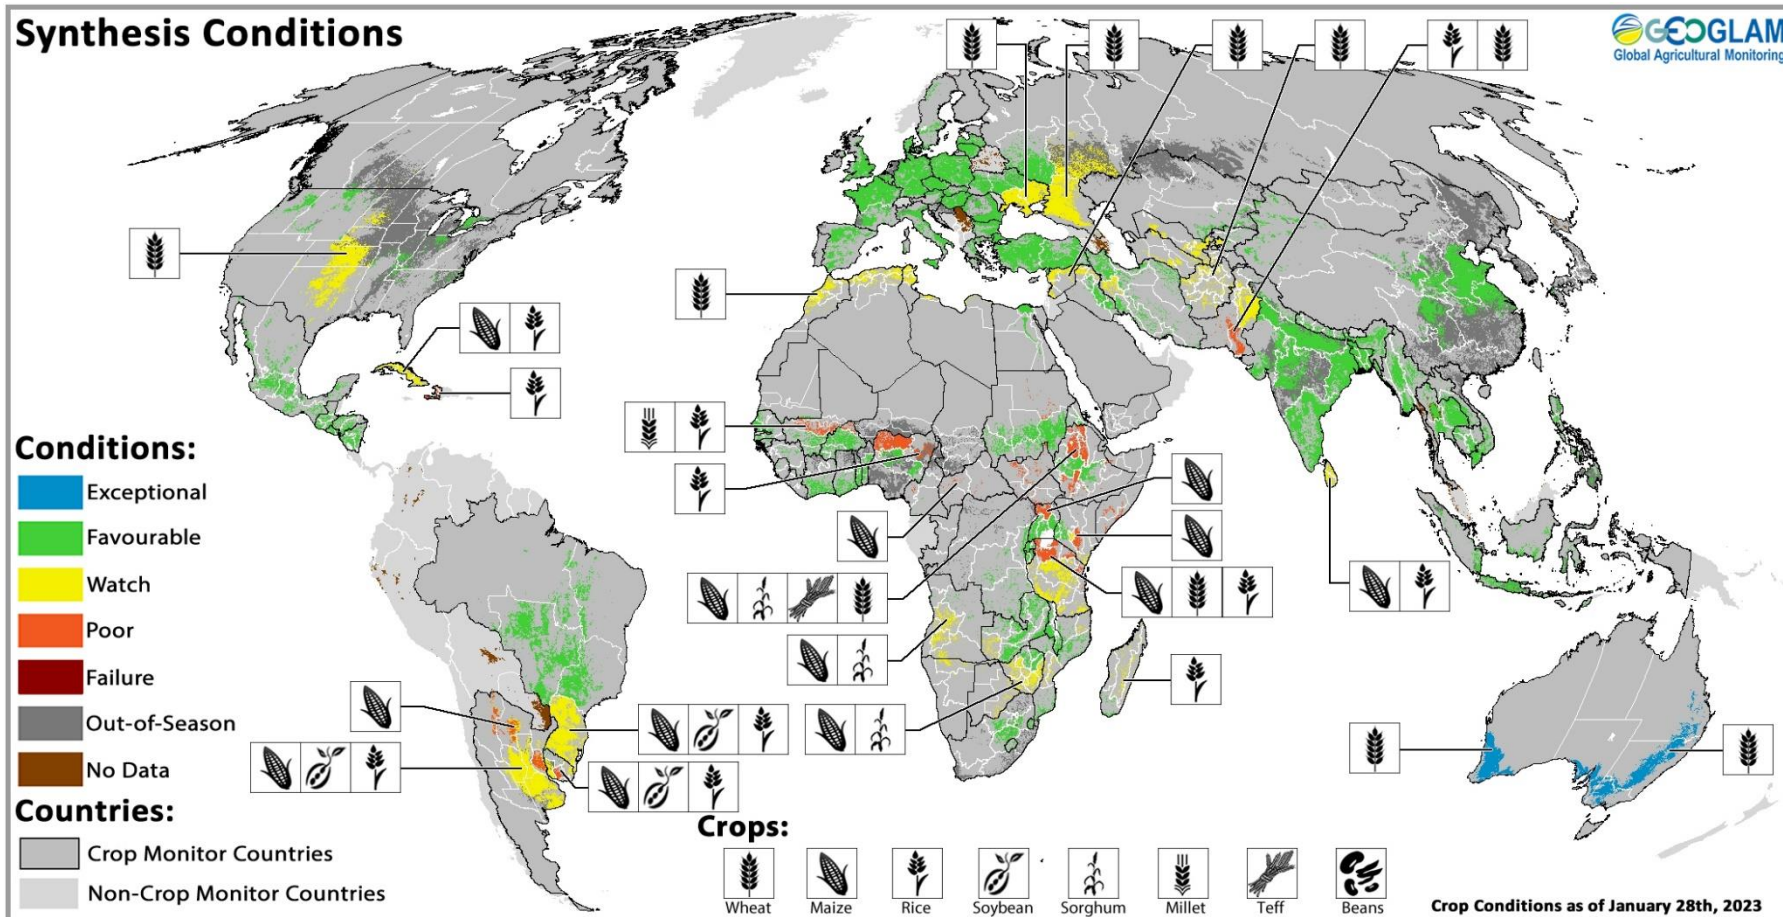 Synthesis Conditions
GEOGLAM
Global Agricultural Monitoring
Conditions:
Exceptional
Favourable
Watch
Poor
Failure
Out-of-Season
No Data
Countries:
Crop Monitor Countries
Non-Crop Monitor Countries
Crops:
Wheat Maize Rice Soybean Sorghum Millet Teff Beans
Crop Conditions as of January 28th, 2023